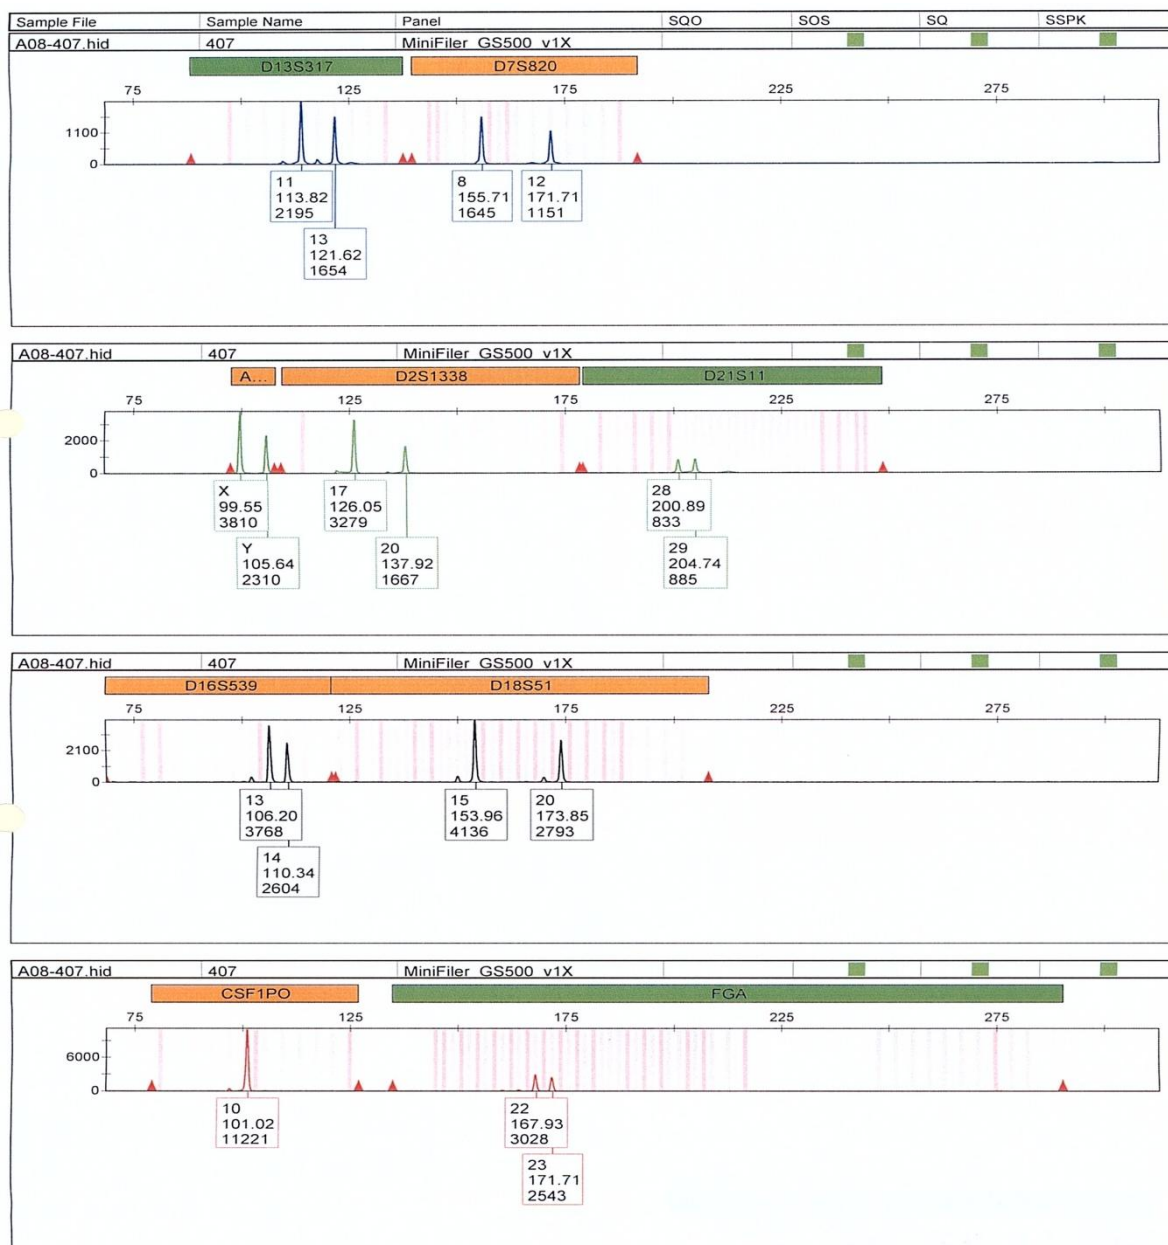 Sample File Sample Name Panel SQO SOS SQ SSPK
A08-407.hid 407 MiniFiler_GS500_v1X
D13S317 D7S820
75 125 175 225 275
1100
0
11 8 12
113.82 155.71 171.71
2195 1645 1151
13
121.62
1654
A08-407.hid 407 MiniFiler_GS500_v1X
A... D2S1338 D21S11
75 125 175 225 275
2000
0
X 17 28
99.55 126.05 200.89
3810 3279 833
Y 20 29
105.64 137.92 204.74
2310 1667 885
A08-407.hid 407 MiniFiler_GS500_v1X
D16S539 D18S51
75 125 175 225 275
2100
0
13 15 20
106.20 153.96 173.85
3768 4136 2793
14
110.34
2604
A08-407.hid 407 MiniFiler_GS500_v1X
CSF1PO FGA
75 125 175 225 275
6000
0
10 22
101.02 167.93
11221 3028
23
171.71
2543